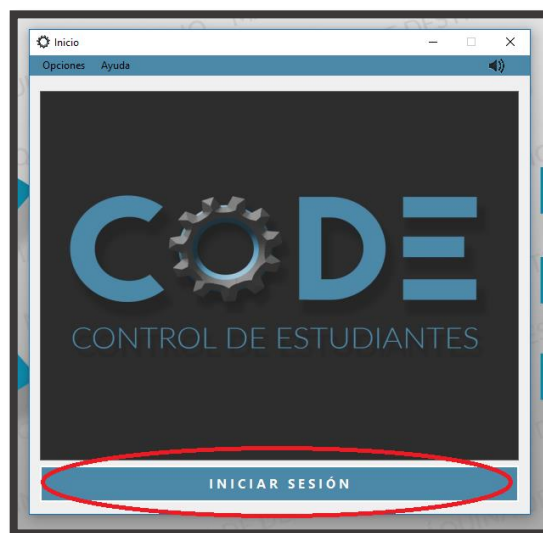 Inicio
Opciones Ayuda
CODE
CONTROL DE ESTUDIANTES
INICIAR SESIÓN